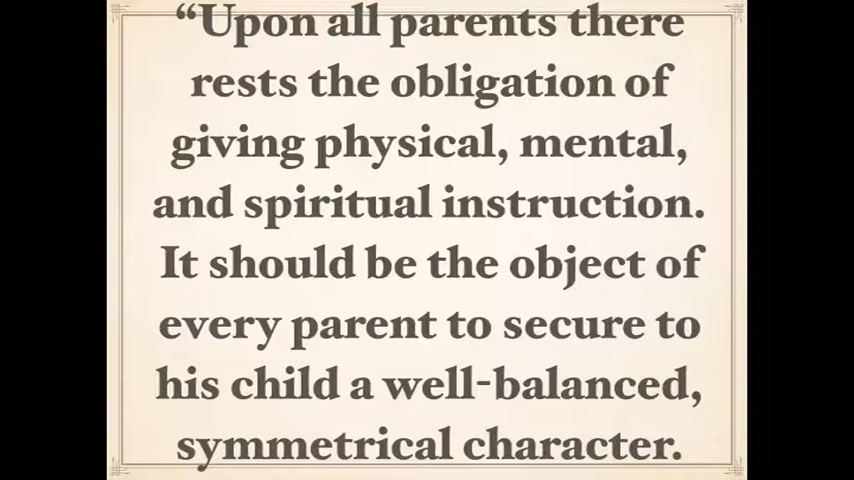 “Upon all parents there
rests the obligation of
giving physical, mental,
and spiritual instruction.
It should be the object of
every parent to secure to
his child a well-balanced,
symmetrical character.